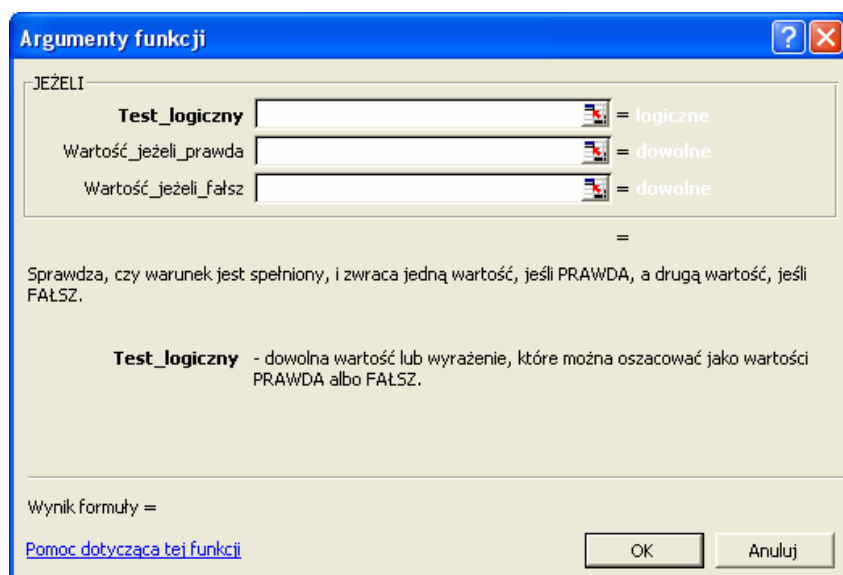 Argumenty funkcji
JEŻELI
Test_logiczny = logiczne
Wartość_jeżeli_prawda = dowolne
Wartość_jeżeli_fałsz = dowolne
=
Sprawdza, czy warunek jest spełniony, i zwraca jedną wartość, jeśli PRAWDA, a drugą wartość, jeśli
FAŁSZ.
Test_logiczny - dowolna wartość lub wyrażenie, które można oszacować jako wartości
PRAWDA albo FAŁSZ.
Wynik formuły =
Pomoc dotycząca tej funkcji OK Anuluj